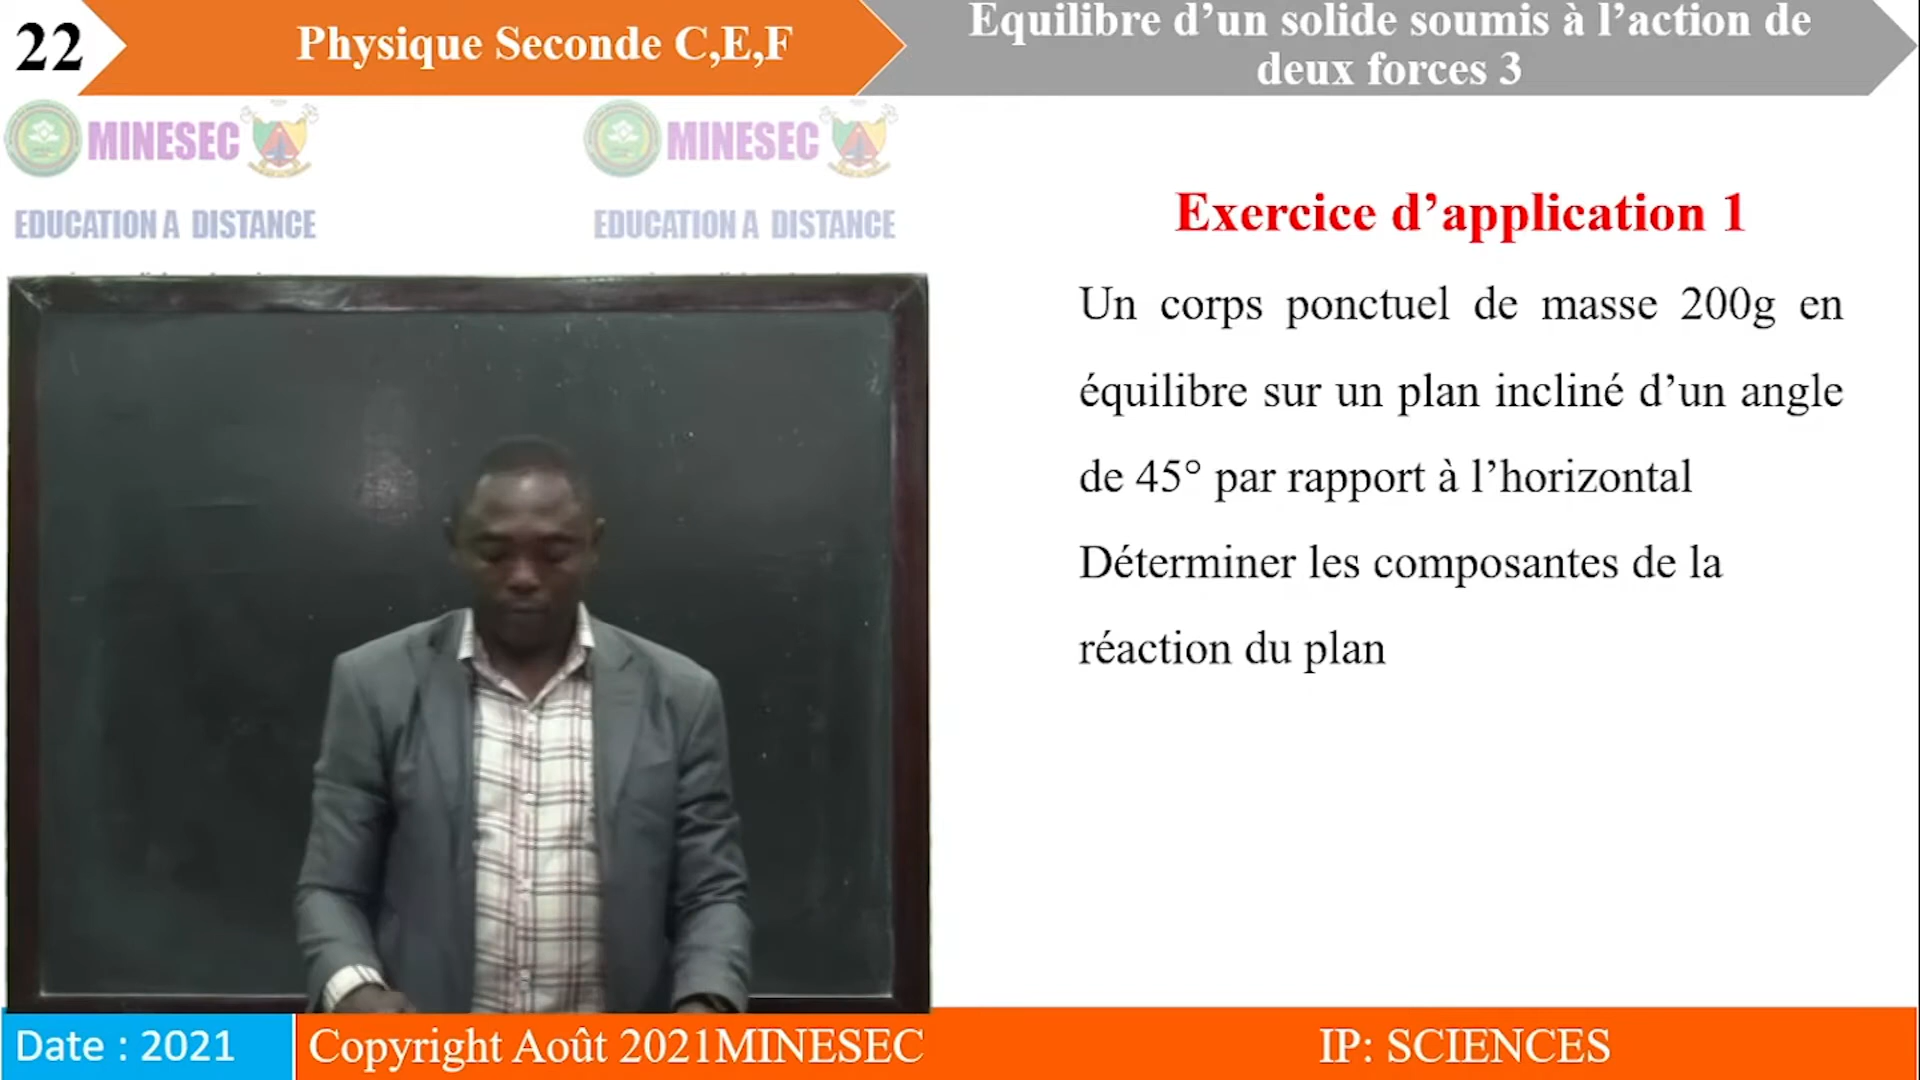 22
Physique Seconde C,E,F
Equilibre d’un solide soumis à l’action de
deux forces 3
MINESEC
EDUCATION A DISTANCE
MINESEC
EDUCATION A DISTANCE
Exercice d’application 1
Un corps ponctuel de masse 200g en
équilibre sur un plan incliné d’un angle
de 45° par rapport à l’horizontal
Déterminer les composantes de la
réaction du plan
Date : 2021
Copyright Août 2021MINESEC
IP: SCIENCES